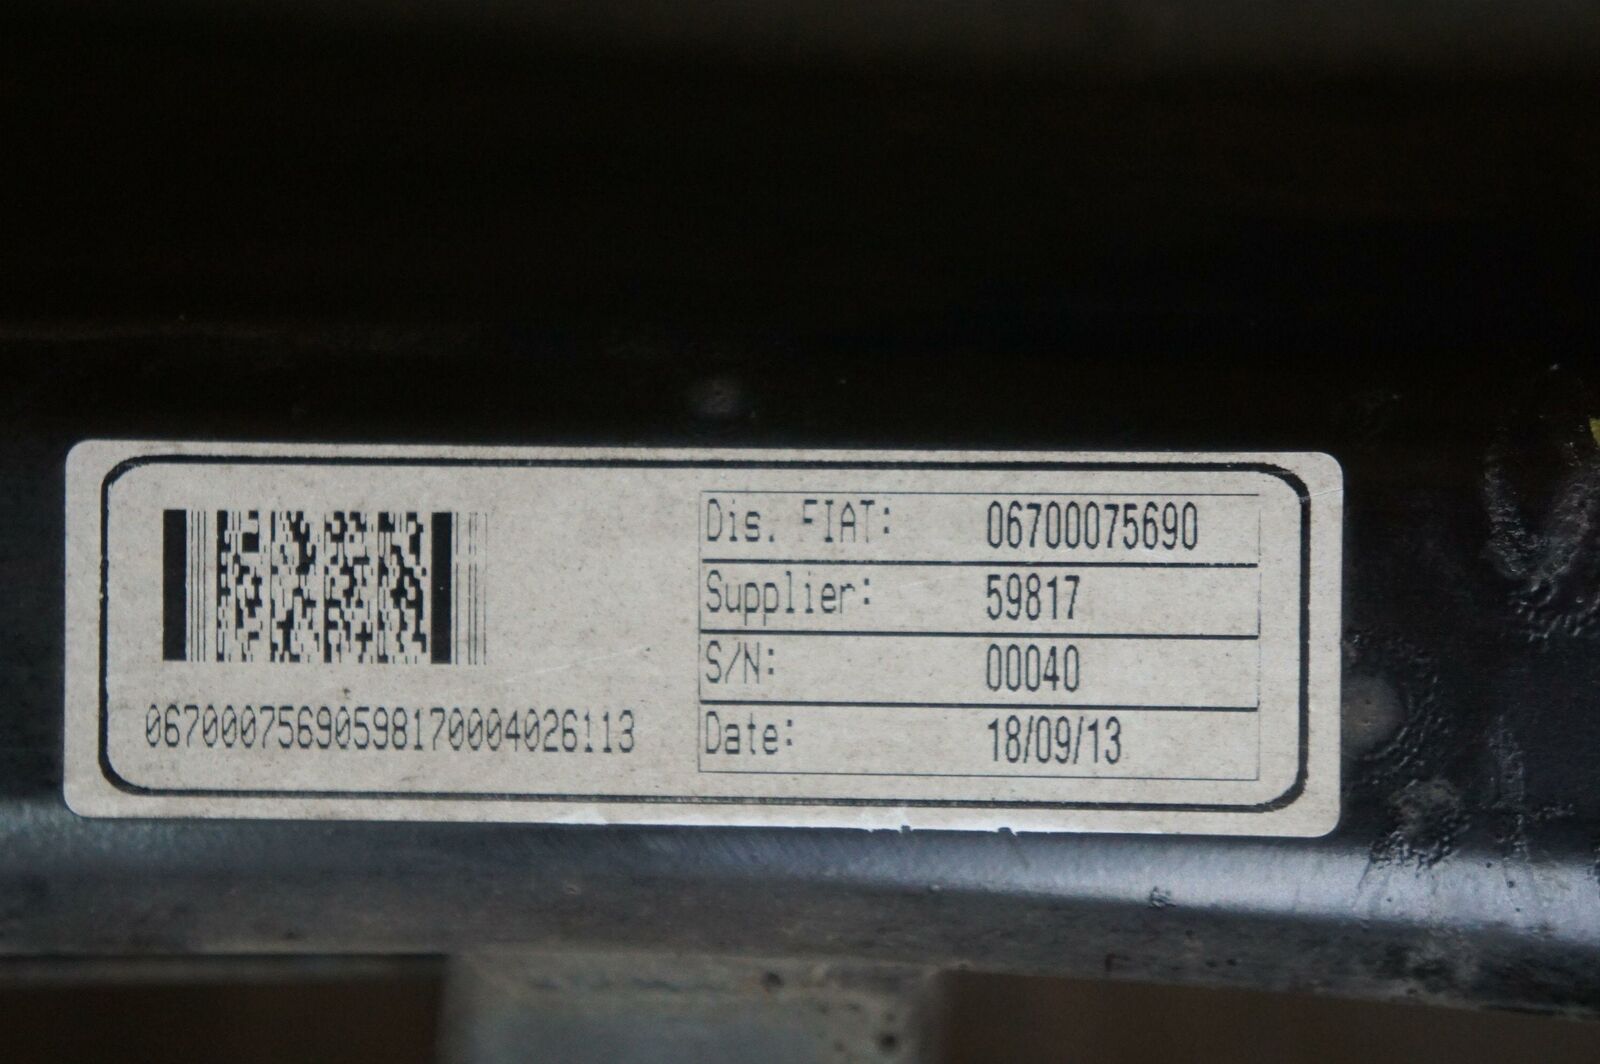 Dis. FIAT: 06700075690
Supplier: 59817
S/N: 00040
Date: 18/09/13
06700075690598170004026113